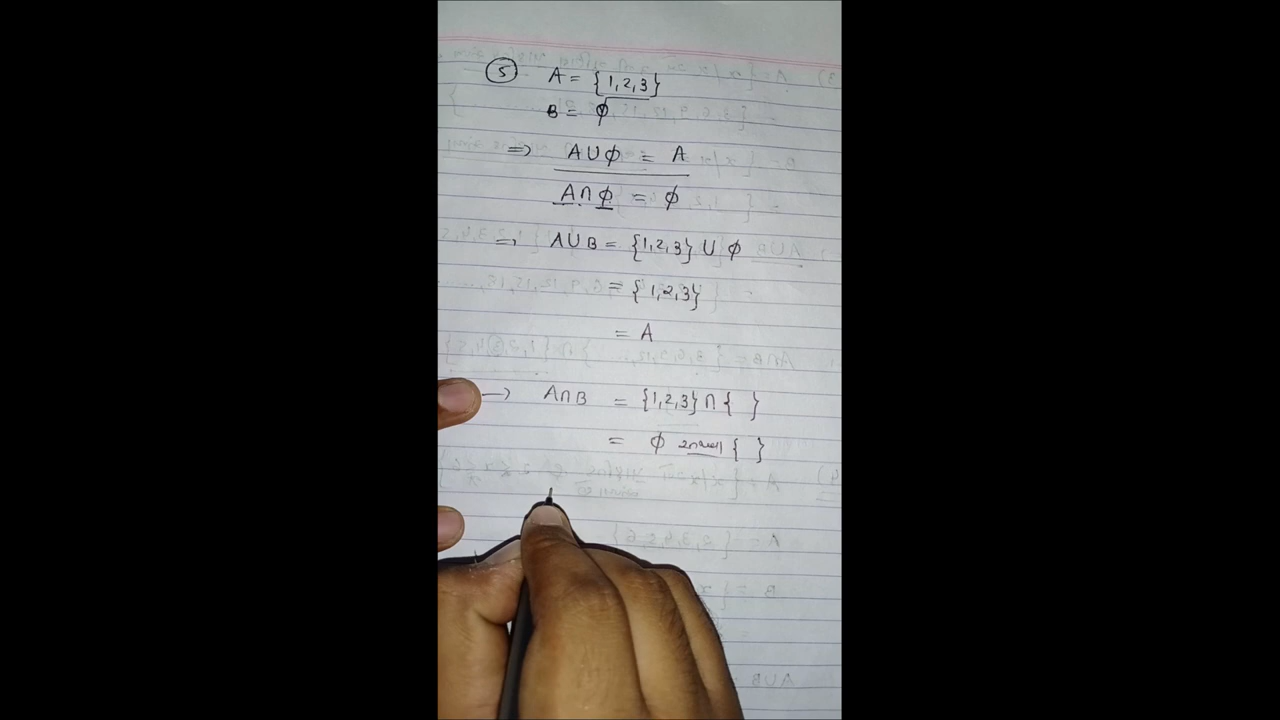 ⑤ A = {1,2,3}
B = ϕ
⇒ A∪ϕ = A
A∩ϕ = ϕ
⇒ A∪B = {1,2,3} ∪ ϕ
= {1,2,3}
= A
→ A∩B = {1,2,3} ∩ { }
= ϕ અથવા { }